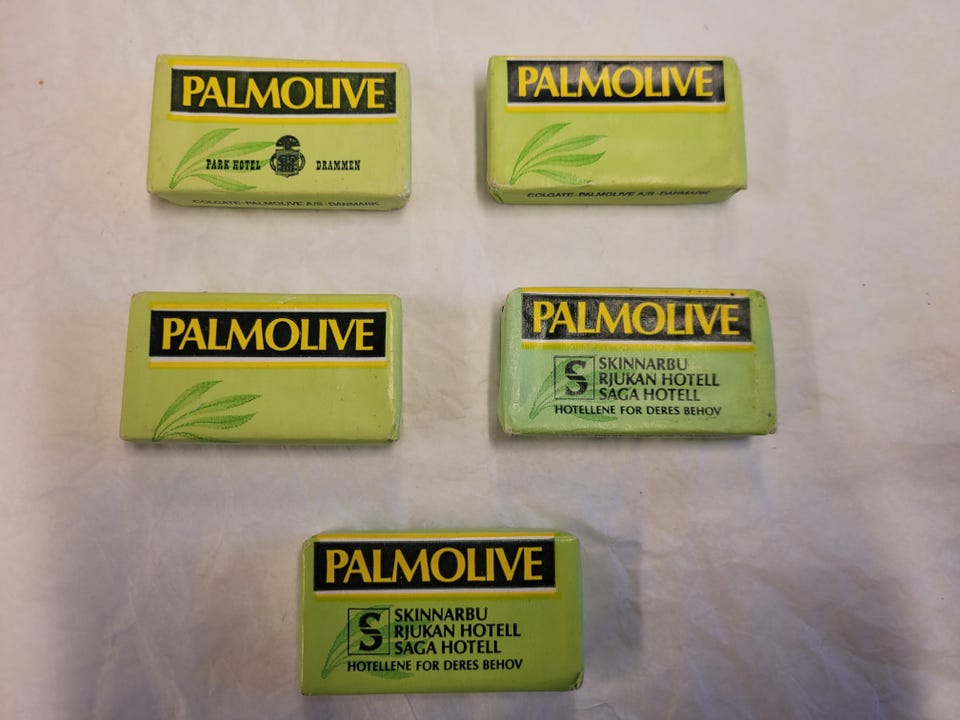 PALMOLIVE
PARK HOTEL DRAMMEN
COLGATE-PALMOLIVE A/S-DANMARK
PALMOLIVE
COLGATE-PALMOLIVE A/S-DANMARK
PALMOLIVE
PALMOLIVE
S SKINNARBU
RJUKAN HOTELL
SAGA HOTELL
HOTELLENE FOR DERES BEHOV
PALMOLIVE
S SKINNARBU
RJUKAN HOTELL
SAGA HOTELL
HOTELLENE FOR DERES BEHOV